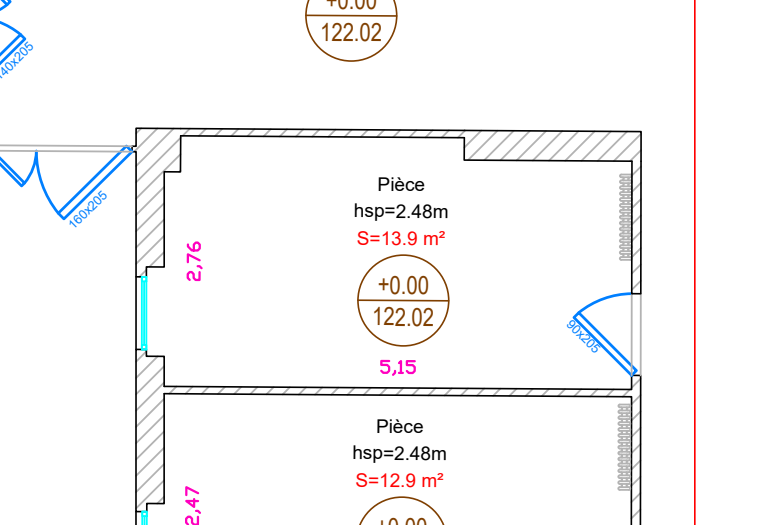 +0.00
122.02
140x205
160x205
Pièce
hsp=2.48m
S=13.9 m²
2,76
+0.00
122.02
90x205
5,15
Pièce
hsp=2.48m
S=12.9 m²
2,47
+0.00